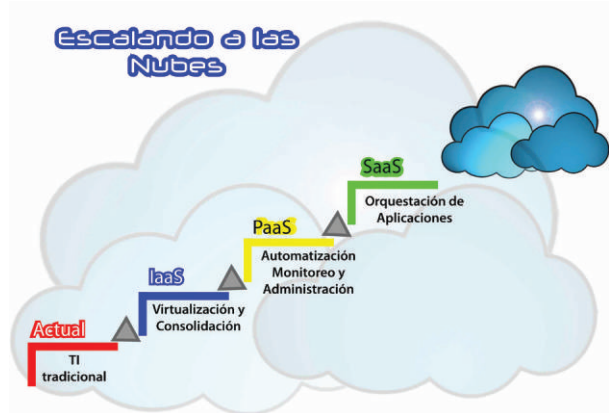 Escalando a las
Nubes
SaaS
Orquestación de
Aplicaciones
PaaS
Automatización
Monitoreo y
Administración
IaaS
Virtualización y
Consolidación
Actual
TI
tradicional